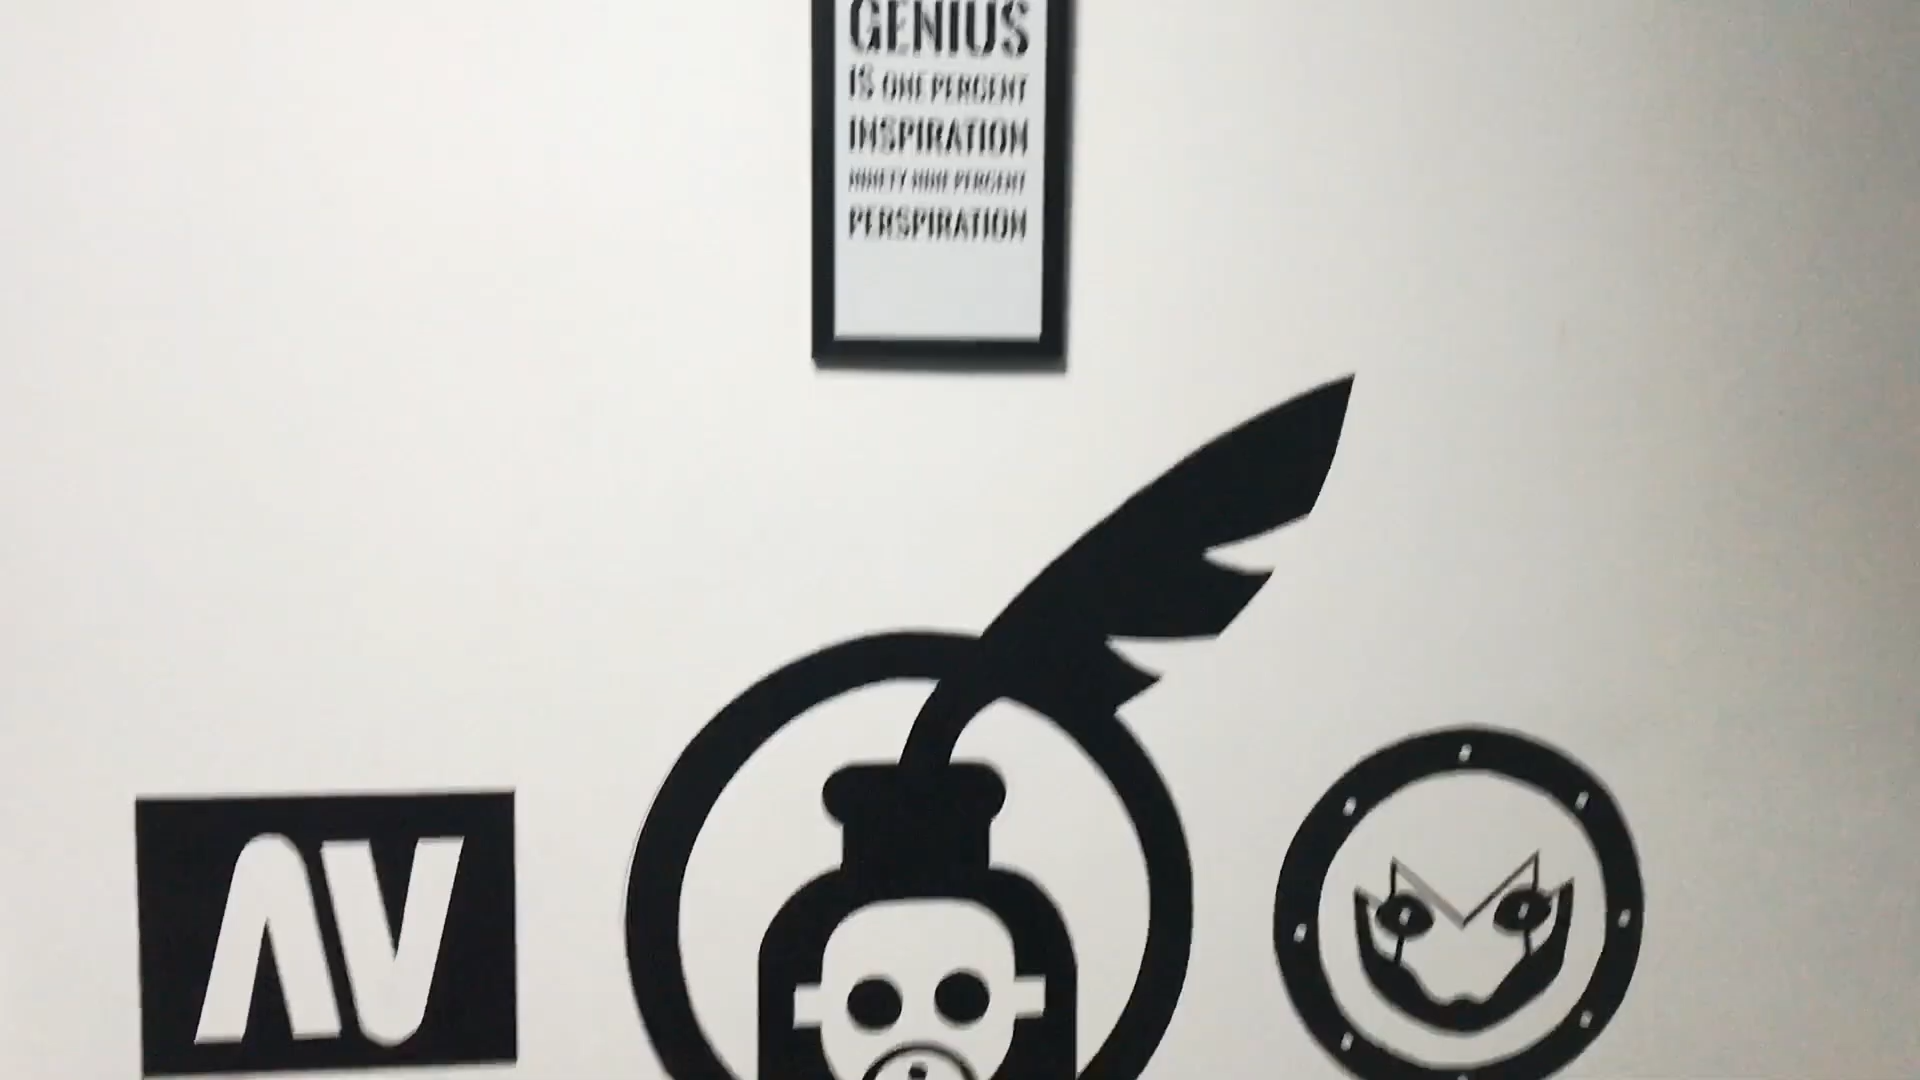 GENIUS
IS ONE PERCENT
INSPIRATION
NINETY NINE PERCENT
PERSPIRATION
AV